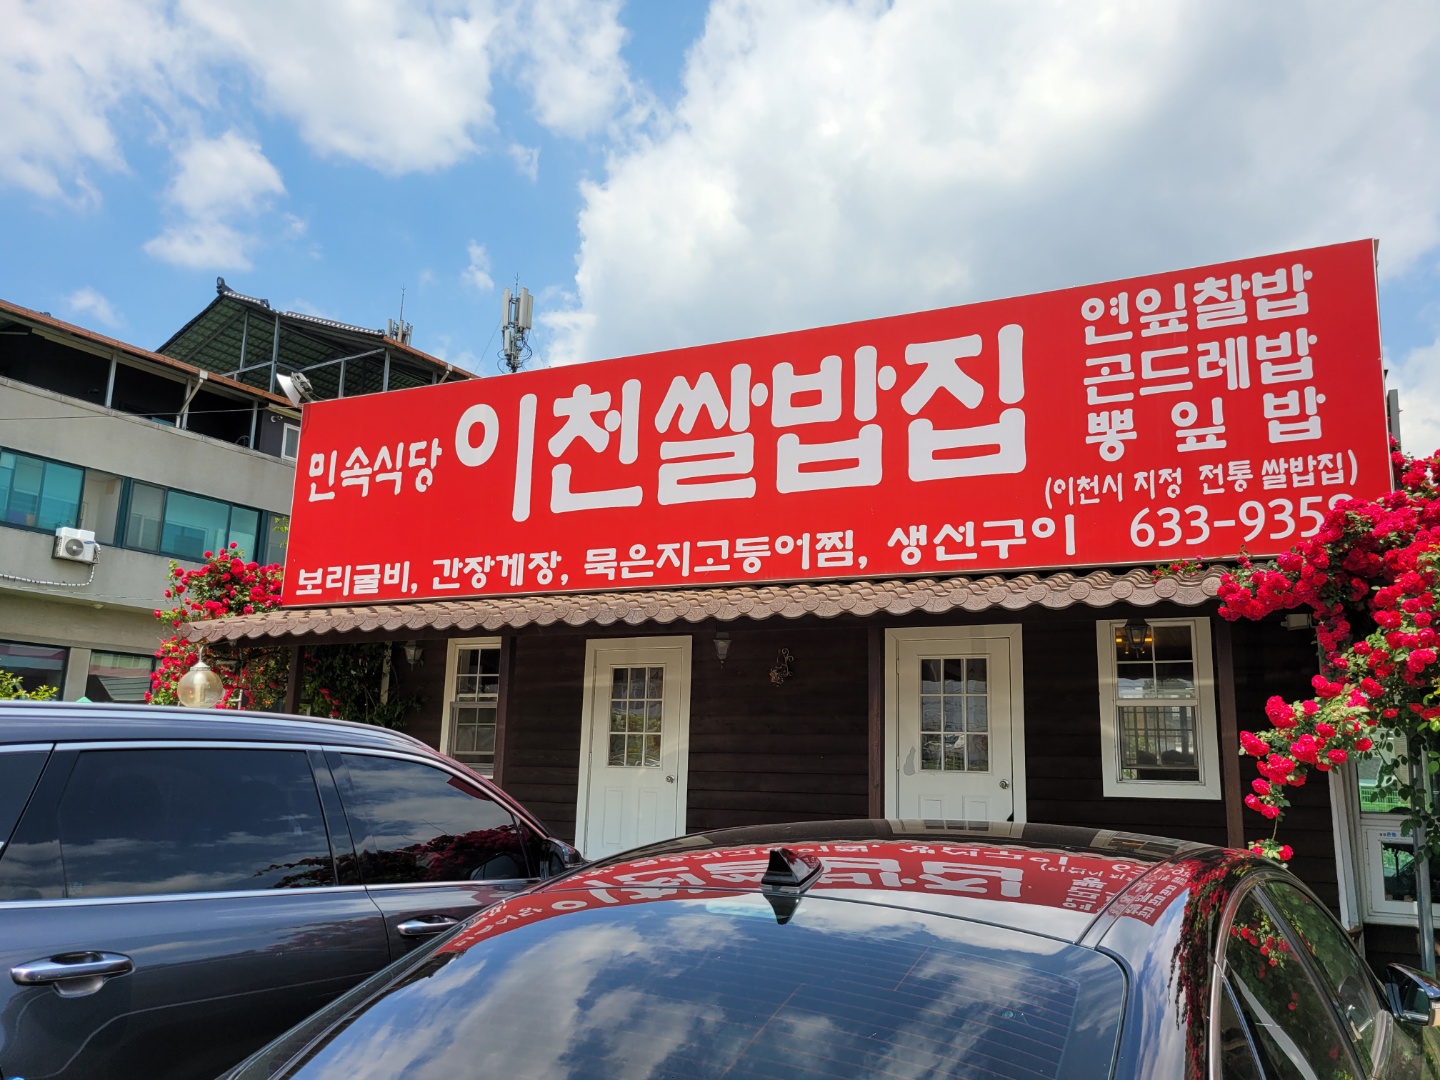 민속식당 이천쌀밥집
연잎찰밥
곤드레밥
뽕잎밥
(이천시 지정 전통 쌀밥집)
보리굴비, 간장게장, 묵은지고등어찜, 생선구이
633-935